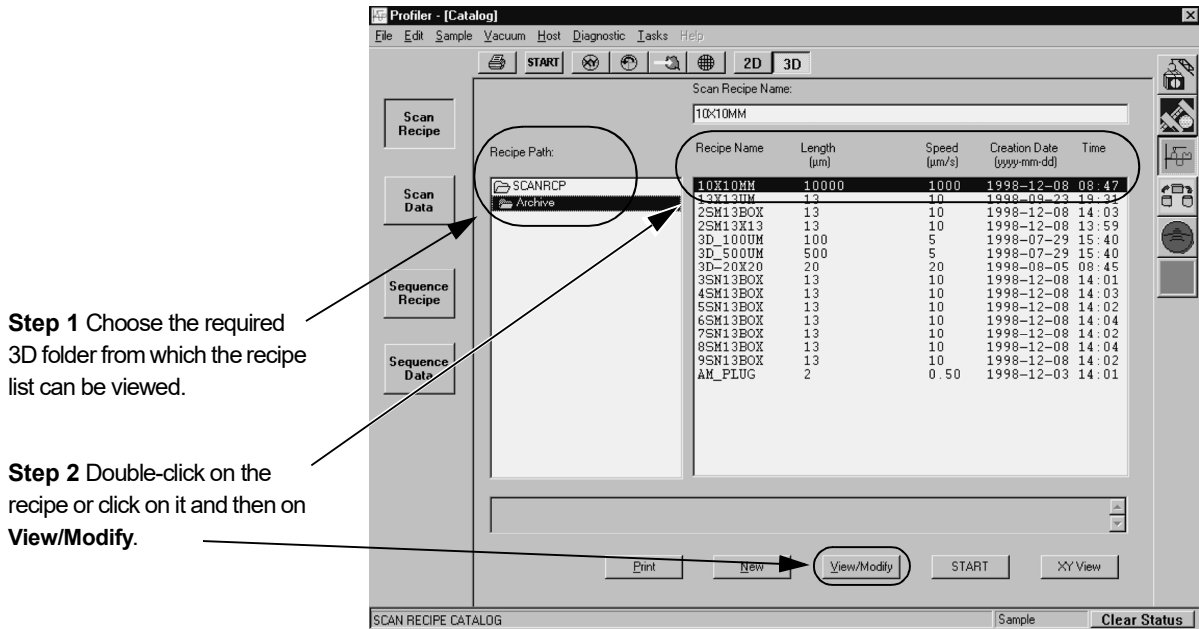 Profiler - [Catalog]
File Edit Sample Vacuum Host Diagnostic Tasks Help
START XY 2D 3D
Scan Recipe Name:
10X10MM
Scan Recipe
Scan Data
Sequence Recipe
Sequence Data
Recipe Path:
SCANRCP
Archive
Recipe Name Length (µm) Speed (µm/s) Creation Date (yyyy-mm-dd) Time
10X10MM 10000 1000 1998-12-08 08:47
13X13UM 13 10 1998-09-23 19:31
2SM13BOX 13 10 1998-12-08 14:03
2SM13X13 13 10 1998-12-08 13:59
3D_100UM 100 5 1998-07-29 15:40
3D_500UM 500 5 1998-07-29 15:40
3D-20X20 20 20 1998-08-05 08:45
3SN13BOX 13 10 1998-12-08 14:01
4SM13BOX 13 10 1998-12-08 14:03
5SN13BOX 13 10 1998-12-08 14:02
6SM13BOX 13 10 1998-12-08 14:04
7SN13BOX 13 10 1998-12-08 14:02
8SM13BOX 13 10 1998-12-08 14:04
9SN13BOX 13 10 1998-12-08 14:02
AM_PLUG 2 0.50 1998-12-03 14:01
Step 1 Choose the required
3D folder from which the recipe
list can be viewed.
Step 2 Double-click on the
recipe or click on it and then on
View/Modify.
Print New View/Modify START XY View
SCAN RECIPE CATALOG Sample Clear Status